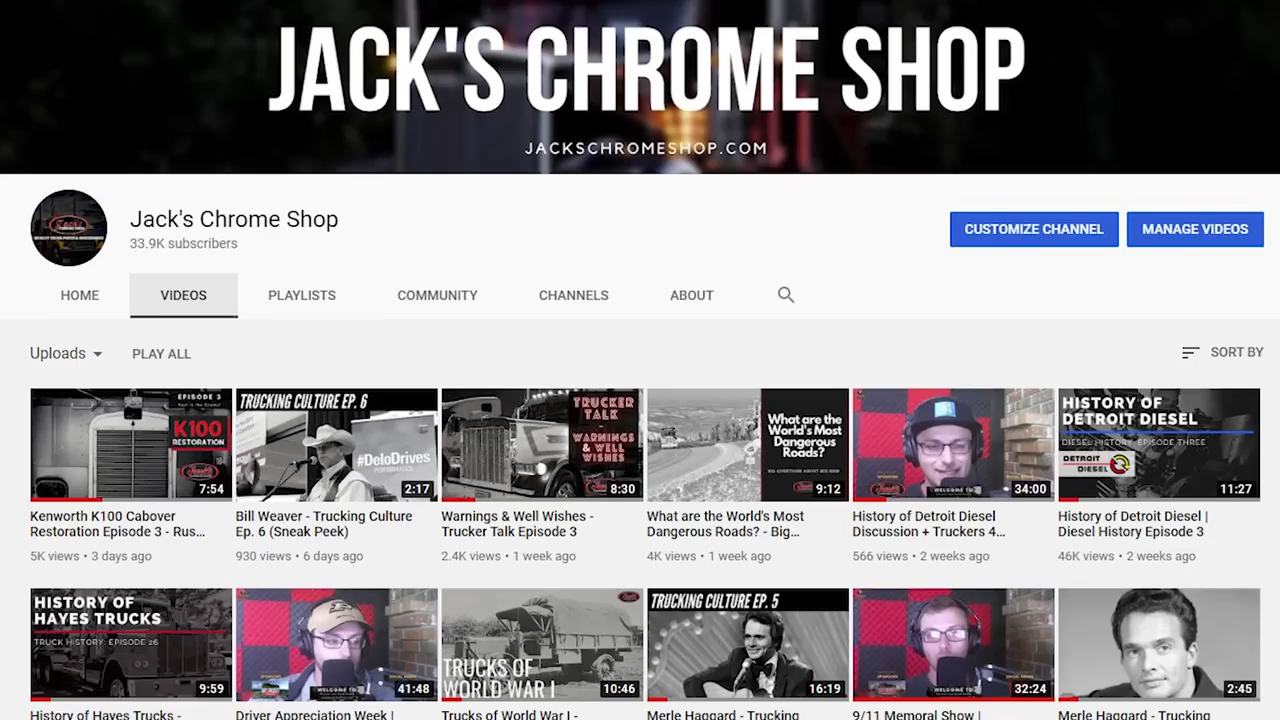 JACK'S CHROME SHOP
JACKSCHROMESHOP.COM
Jack's Chrome Shop
33.9K subscribers
CUSTOMIZE CHANNEL
MANAGE VIDEOS
HOME
VIDEOS
PLAYLISTS
COMMUNITY
CHANNELS
ABOUT
Uploads
PLAY ALL
SORT BY
EPISODE 3
K100
RESTORATION
7:54
Kenworth K100 Cabover
Restoration Episode 3 - Rus...
5K views • 3 days ago
TRUCKING CULTURE EP. 6
#DeloDrives
PERFORMANCE
2:17
Bill Weaver - Trucking Culture
Ep. 6 (Sneak Peek)
930 views • 6 days ago
TRUCKER
TALK
-
WARNINGS
& WELL
WISHES
8:30
Warnings & Well Wishes -
Trucker Talk Episode 3
2.4K views • 1 week ago
What are the
World's Most
Dangerous
Roads?
9:12
What are the World's Most
Dangerous Roads? - Big...
4K views • 1 week ago
WELCOME TO
34:00
History of Detroit Diesel
Discussion + Truckers 4...
566 views • 2 weeks ago
HISTORY OF
DETROIT DIESEL
DIESEL HISTORY: EPISODE THREE
DETROIT
DIESEL
11:27
History of Detroit Diesel |
Diesel History Episode 3
46K views • 2 weeks ago
HISTORY OF
HAYES TRUCKS
TRUCK HISTORY: EPISODE 26
9:59
History of Hayes Trucks -
WELCOME TO
41:48
Driver Appreciation Week |
TRUCKS OF
WORLD WAR I
10:46
Trucks of World War I -
TRUCKING CULTURE EP. 5
16:19
Merle Haggard - Trucking
WELCOME TO
32:24
9/11 Memorial Show |
2:45
Merle Haggard - Trucking